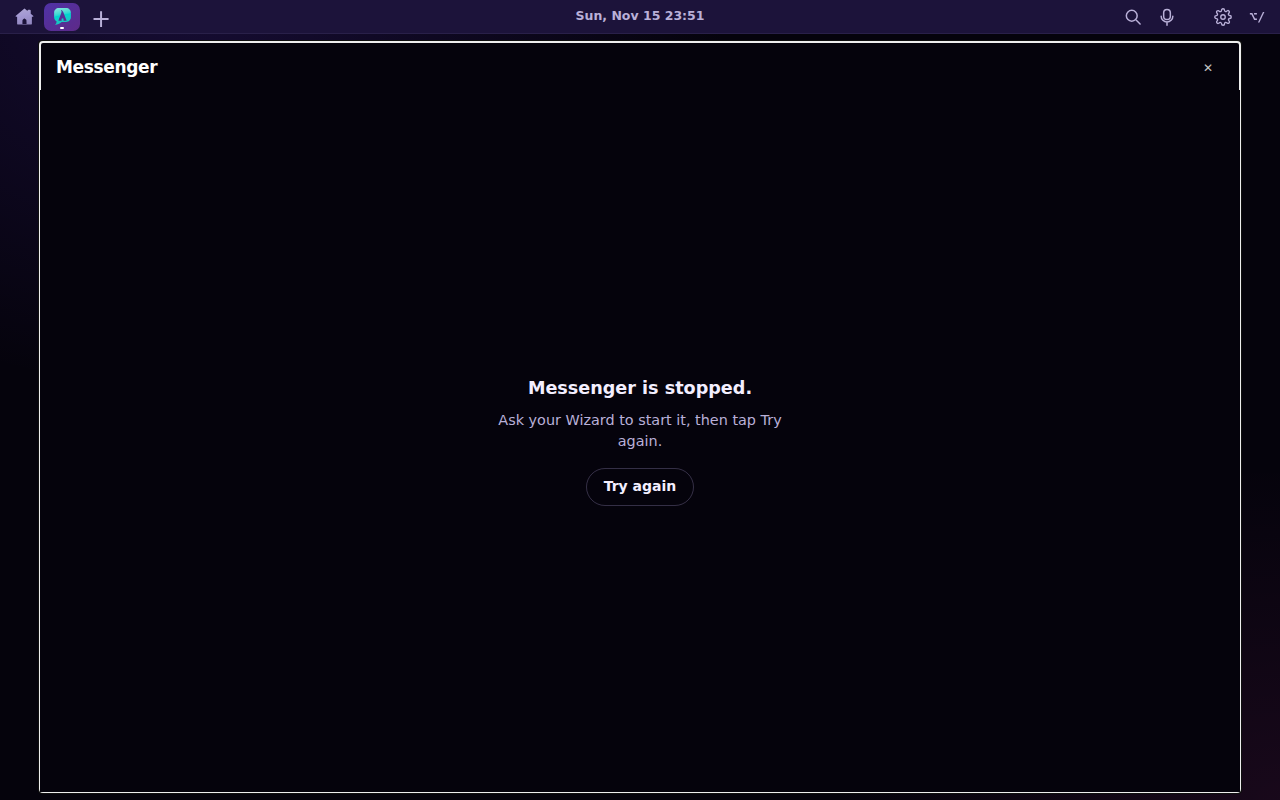 Sun, Nov 15 23:51
⌥/
Messenger
×
Messenger is stopped.
Ask your Wizard to start it, then tap Try
again.
Try again